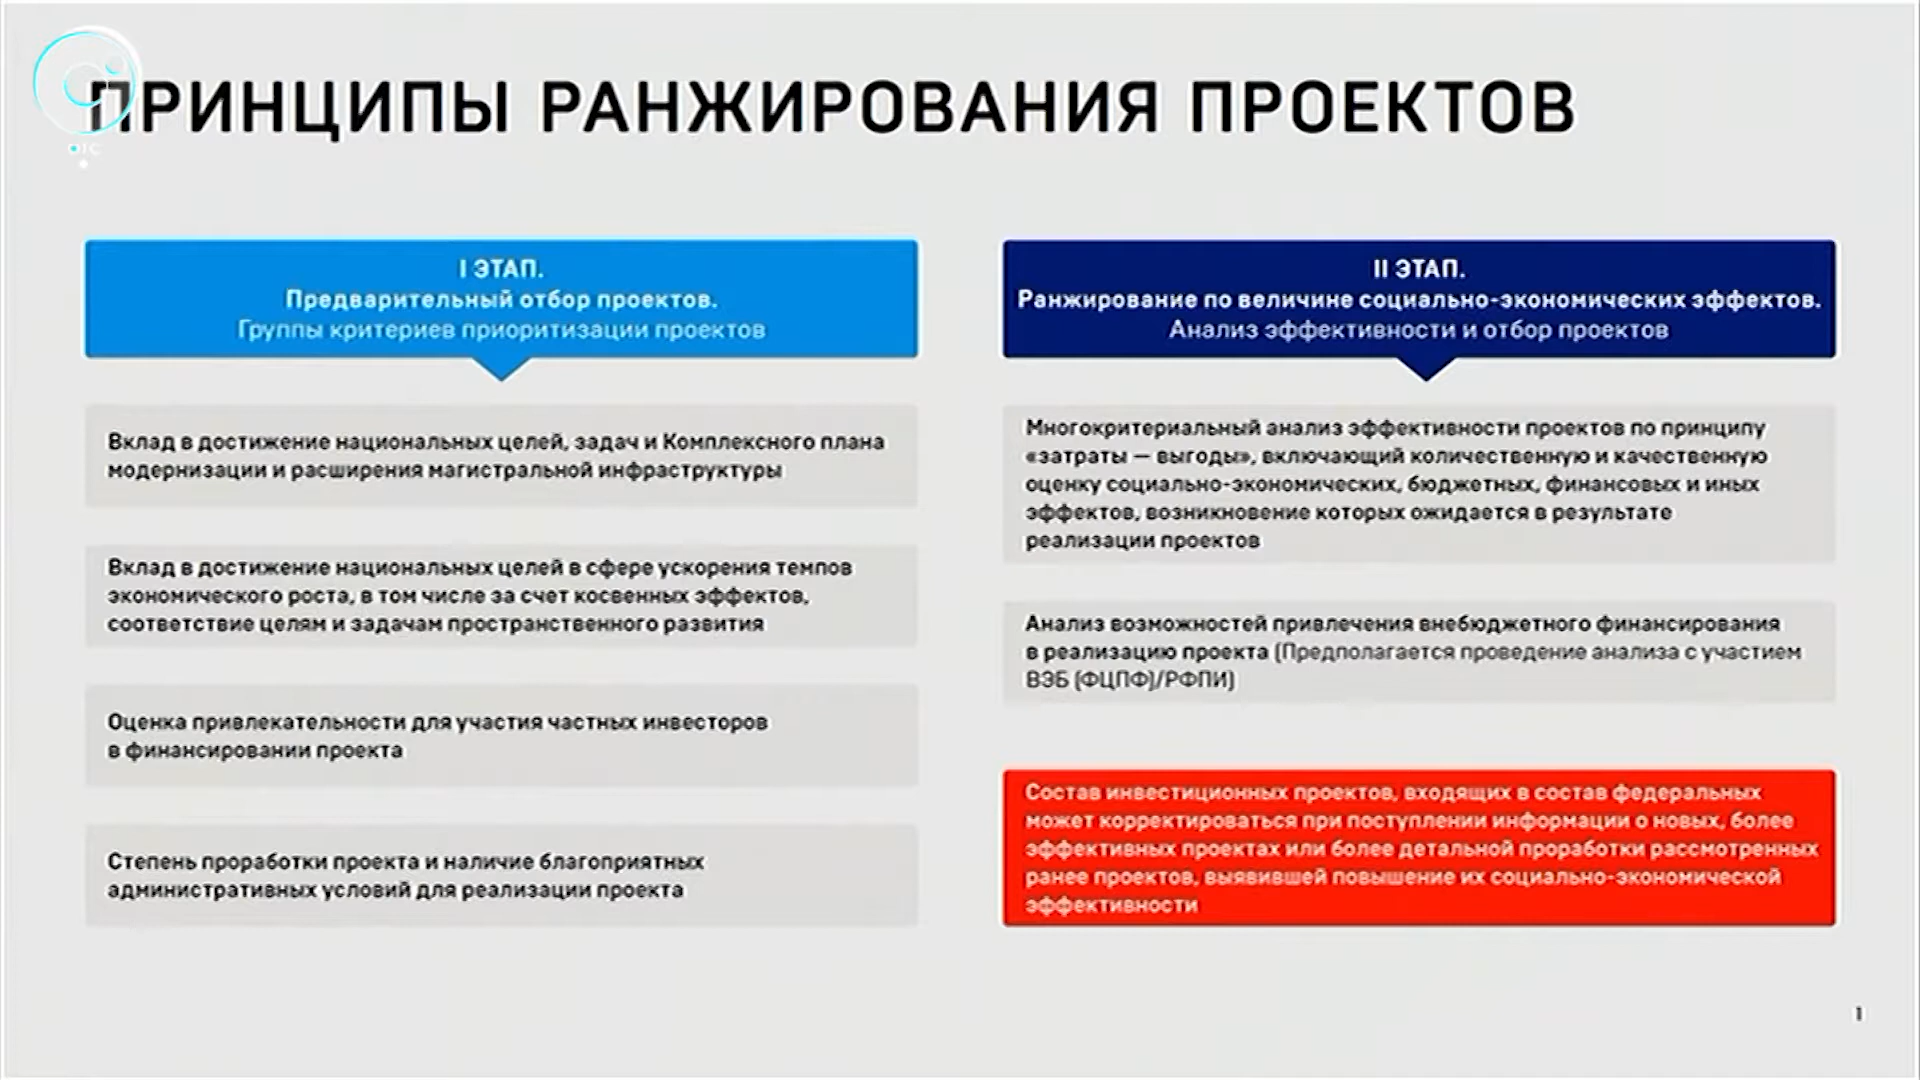 ПРИНЦИПЫ РАНЖИРОВАНИЯ ПРОЕКТОВ
ОТС
I ЭТАП.
Предварительный отбор проектов.
Группы критериев приоритизации проектов
Вклад в достижение национальных целей, задач и Комплексного плана
модернизации и расширения магистральной инфраструктуры
Вклад в достижение национальных целей в сфере ускорения темпов
экономического роста, в том числе за счет косвенных эффектов,
соответствие целям и задачам пространственного развития
Оценка привлекательности для участия частных инвесторов
в финансировании проекта
Степень проработки проекта и наличие благоприятных
административных условий для реализации проекта
II ЭТАП.
Ранжирование по величине социально-экономических эффектов.
Анализ эффективности и отбор проектов
Многокритериальный анализ эффективности проектов по принципу
«затраты — выгоды», включающий количественную и качественную
оценку социально-экономических, бюджетных, финансовых и иных
эффектов, возникновение которых ожидается в результате
реализации проектов
Анализ возможностей привлечения внебюджетного финансирования
в реализацию проекта (Предполагается проведение анализа с участием
ВЭБ (ФЦПФ)/РФПИ)
Состав инвестиционных проектов, входящих в состав федеральных
может корректироваться при поступлении информации о новых, более
эффективных проектах или более детальной проработки рассмотренных
ранее проектов, выявившей повышение их социально-экономической
эффективности
1